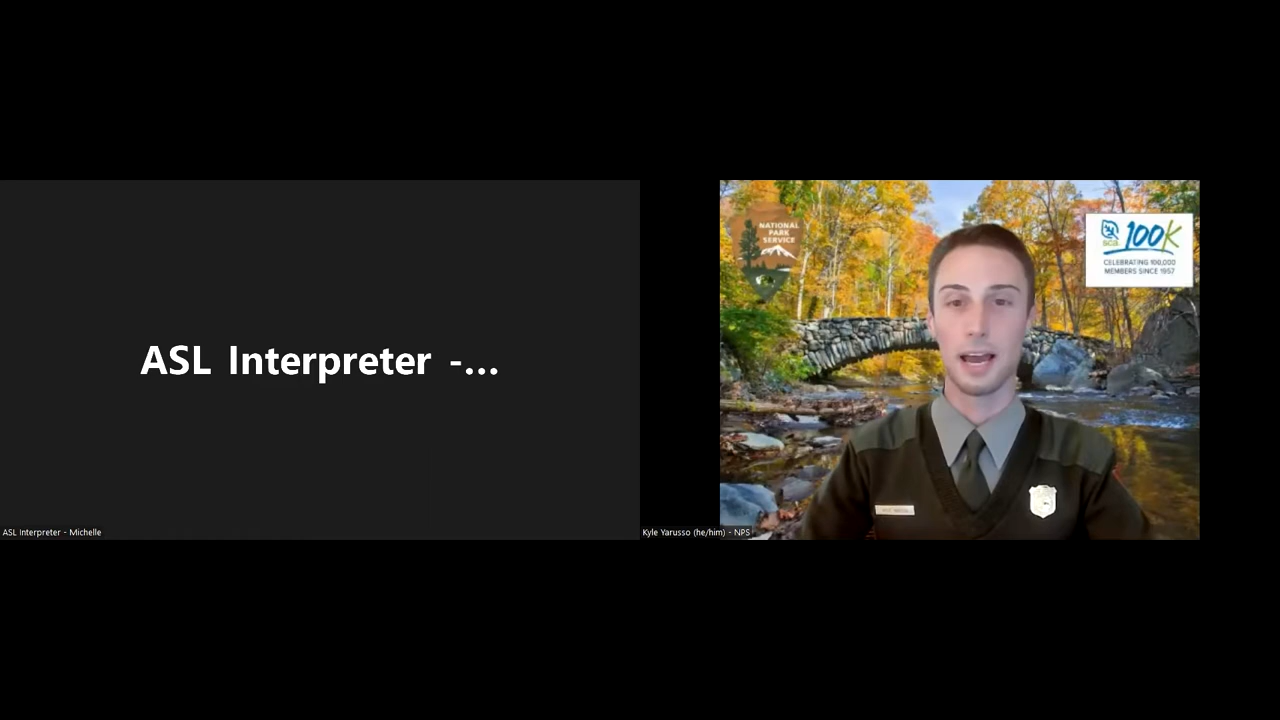 ASL Interpreter -...
ASL Interpreter - Michelle
NATIONAL
PARK
SERVICE
sca 100K
CELEBRATING 100,000
MEMBERS SINCE 1957
Kyle Yarusso (he/him) - NPS